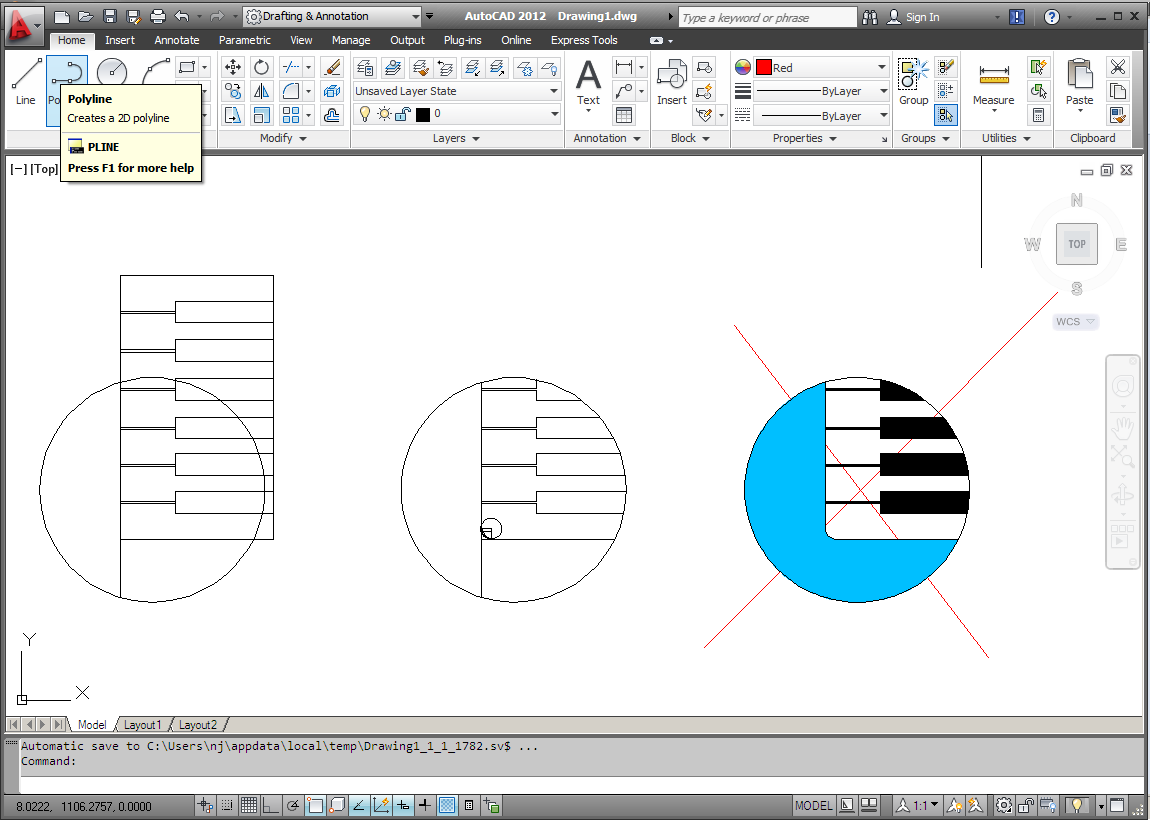 Drafting & Annotation
AutoCAD 2012 Drawing1.dwg
Type a keyword or phrase
Sign In
Home Insert Annotate Parametric View Manage Output Plug-ins Online Express Tools
Line
Polyline
Creates a 2D polyline
PLINE
Press F1 for more help
Modify
Unsaved Layer State
0
Layers
Text
Annotation
Insert
Block
Red
ByLayer
ByLayer
Properties
Group
Groups
Measure
Utilities
Paste
Clipboard
[−] [Top]
N
W TOP E
S
WCS
Y
X
Model Layout1 Layout2
Automatic save to C:\Users\nj\appdata\local\temp\Drawing1_1_1_1782.sv$ ...
Command:
8.0222, 1106.2757, 0.0000
MODEL
1:1